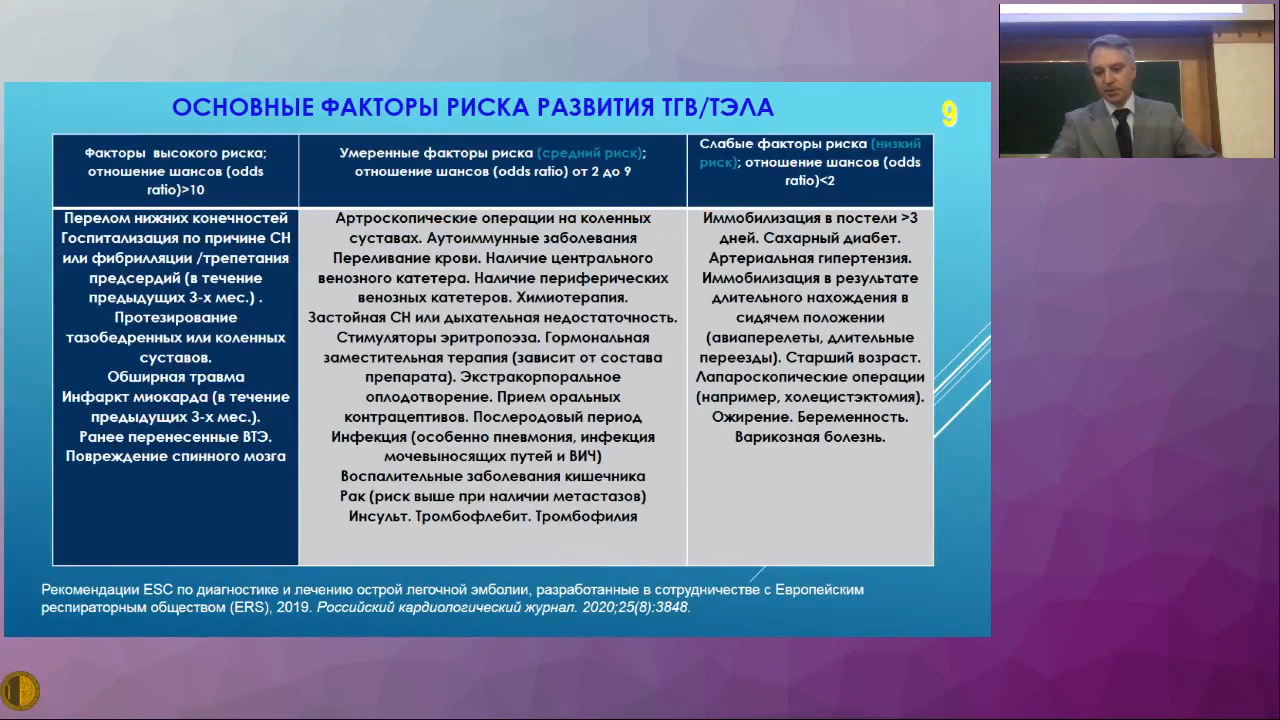 ОСНОВНЫЕ ФАКТОРЫ РИСКА РАЗВИТИЯ ТГВ/ТЭЛА
9
Факторы высокого риска;
отношение шансов (odds
ratio)>10
Умеренные факторы риска (средний риск);
отношение шансов (odds ratio) от 2 до 9
Слабые факторы риска (низкий
риск); отношение шансов (odds
ratio)<2
Перелом нижних конечностей
Госпитализация по причине СН
или фибрилляции /трепетания
предсердий (в течение
предыдущих 3-х мес.) .
Протезирование
тазобедренных или коленных
суставов.
Обширная травма
Инфаркт миокарда (в течение
предыдущих 3-х мес.).
Ранее перенесенные ВТЭ.
Повреждение спинного мозга
Артроскопические операции на коленных
суставах. Аутоиммунные заболевания
Переливание крови. Наличие центрального
венозного катетера. Наличие периферических
венозных катетеров. Химиотерапия.
Застойная СН или дыхательная недостаточность.
Стимуляторы эритропоэза. Гормональная
заместительная терапия (зависит от состава
препарата). Экстракорпоральное
оплодотворение. Прием оральных
контрацептивов. Послеродовый период
Инфекция (особенно пневмония, инфекция
мочевыносящих путей и ВИЧ)
Воспалительные заболевания кишечника
Рак (риск выше при наличии метастазов)
Инсульт. Тромбофлебит. Тромбофилия
Иммобилизация в постели >3
дней. Сахарный диабет.
Артериальная гипертензия.
Иммобилизация в результате
длительного нахождения в
сидячем положении
(авиаперелеты, длительные
переезды). Старший возраст.
Лапароскопические операции
(например, холецистэктомия).
Ожирение. Беременность.
Варикозная болезнь.
Рекомендации ESC по диагностике и лечению острой легочной эмболии, разработанные в сотрудничестве с Европейским
респираторным обществом (ERS), 2019. Российский кардиологический журнал. 2020;25(8):3848.